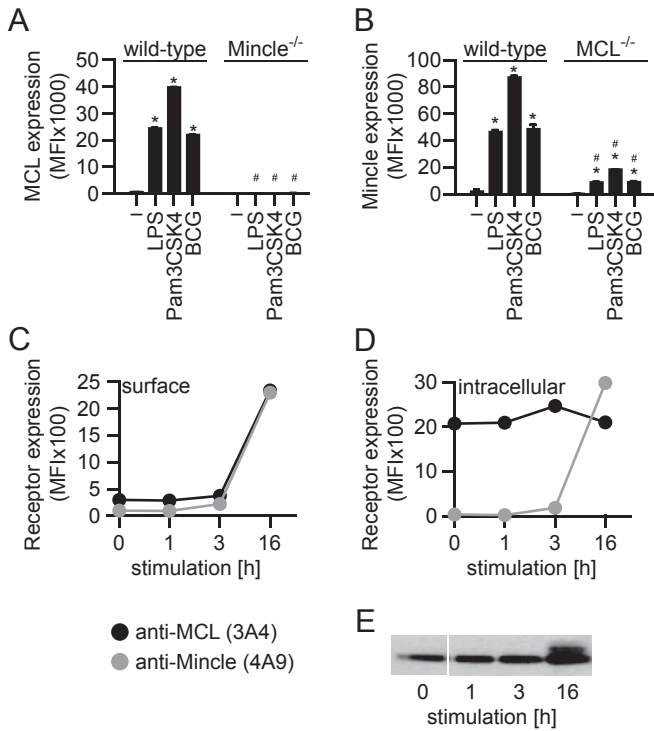 A
wild-type Mincle-/-
MCL expression
(MFIx1000)
50
40
30
20
10
0
* * *
# # #
– LPS Pam3CSK4 BCG – LPS Pam3CSK4 BCG
B
wild-type MCL-/-
Mincle expression
(MFIx1000)
100
80
60
40
20
0
* * *
# # #
* * *
– LPS Pam3CSK4 BCG – LPS Pam3CSK4 BCG
C
surface
Receptor expression
(MFIx100)
25
20
15
10
5
0
0 1 3 16
stimulation [h]
D
intracellular
Receptor expression
(MFIx100)
30
20
10
0
0 1 3 16
stimulation [h]
anti-MCL (3A4)
anti-Mincle (4A9)
E
0 1 3 16
stimulation [h]